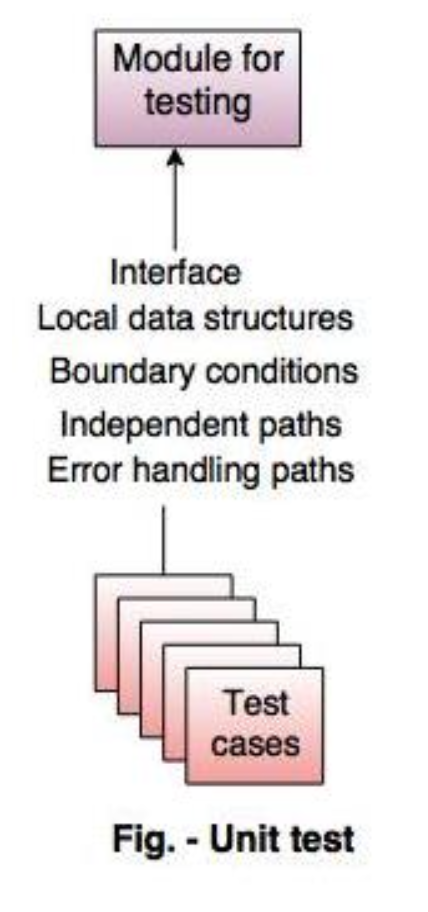 Module for
testing
Interface
Local data structures
Boundary conditions
Independent paths
Error handling paths
Test
cases
Fig. - Unit test